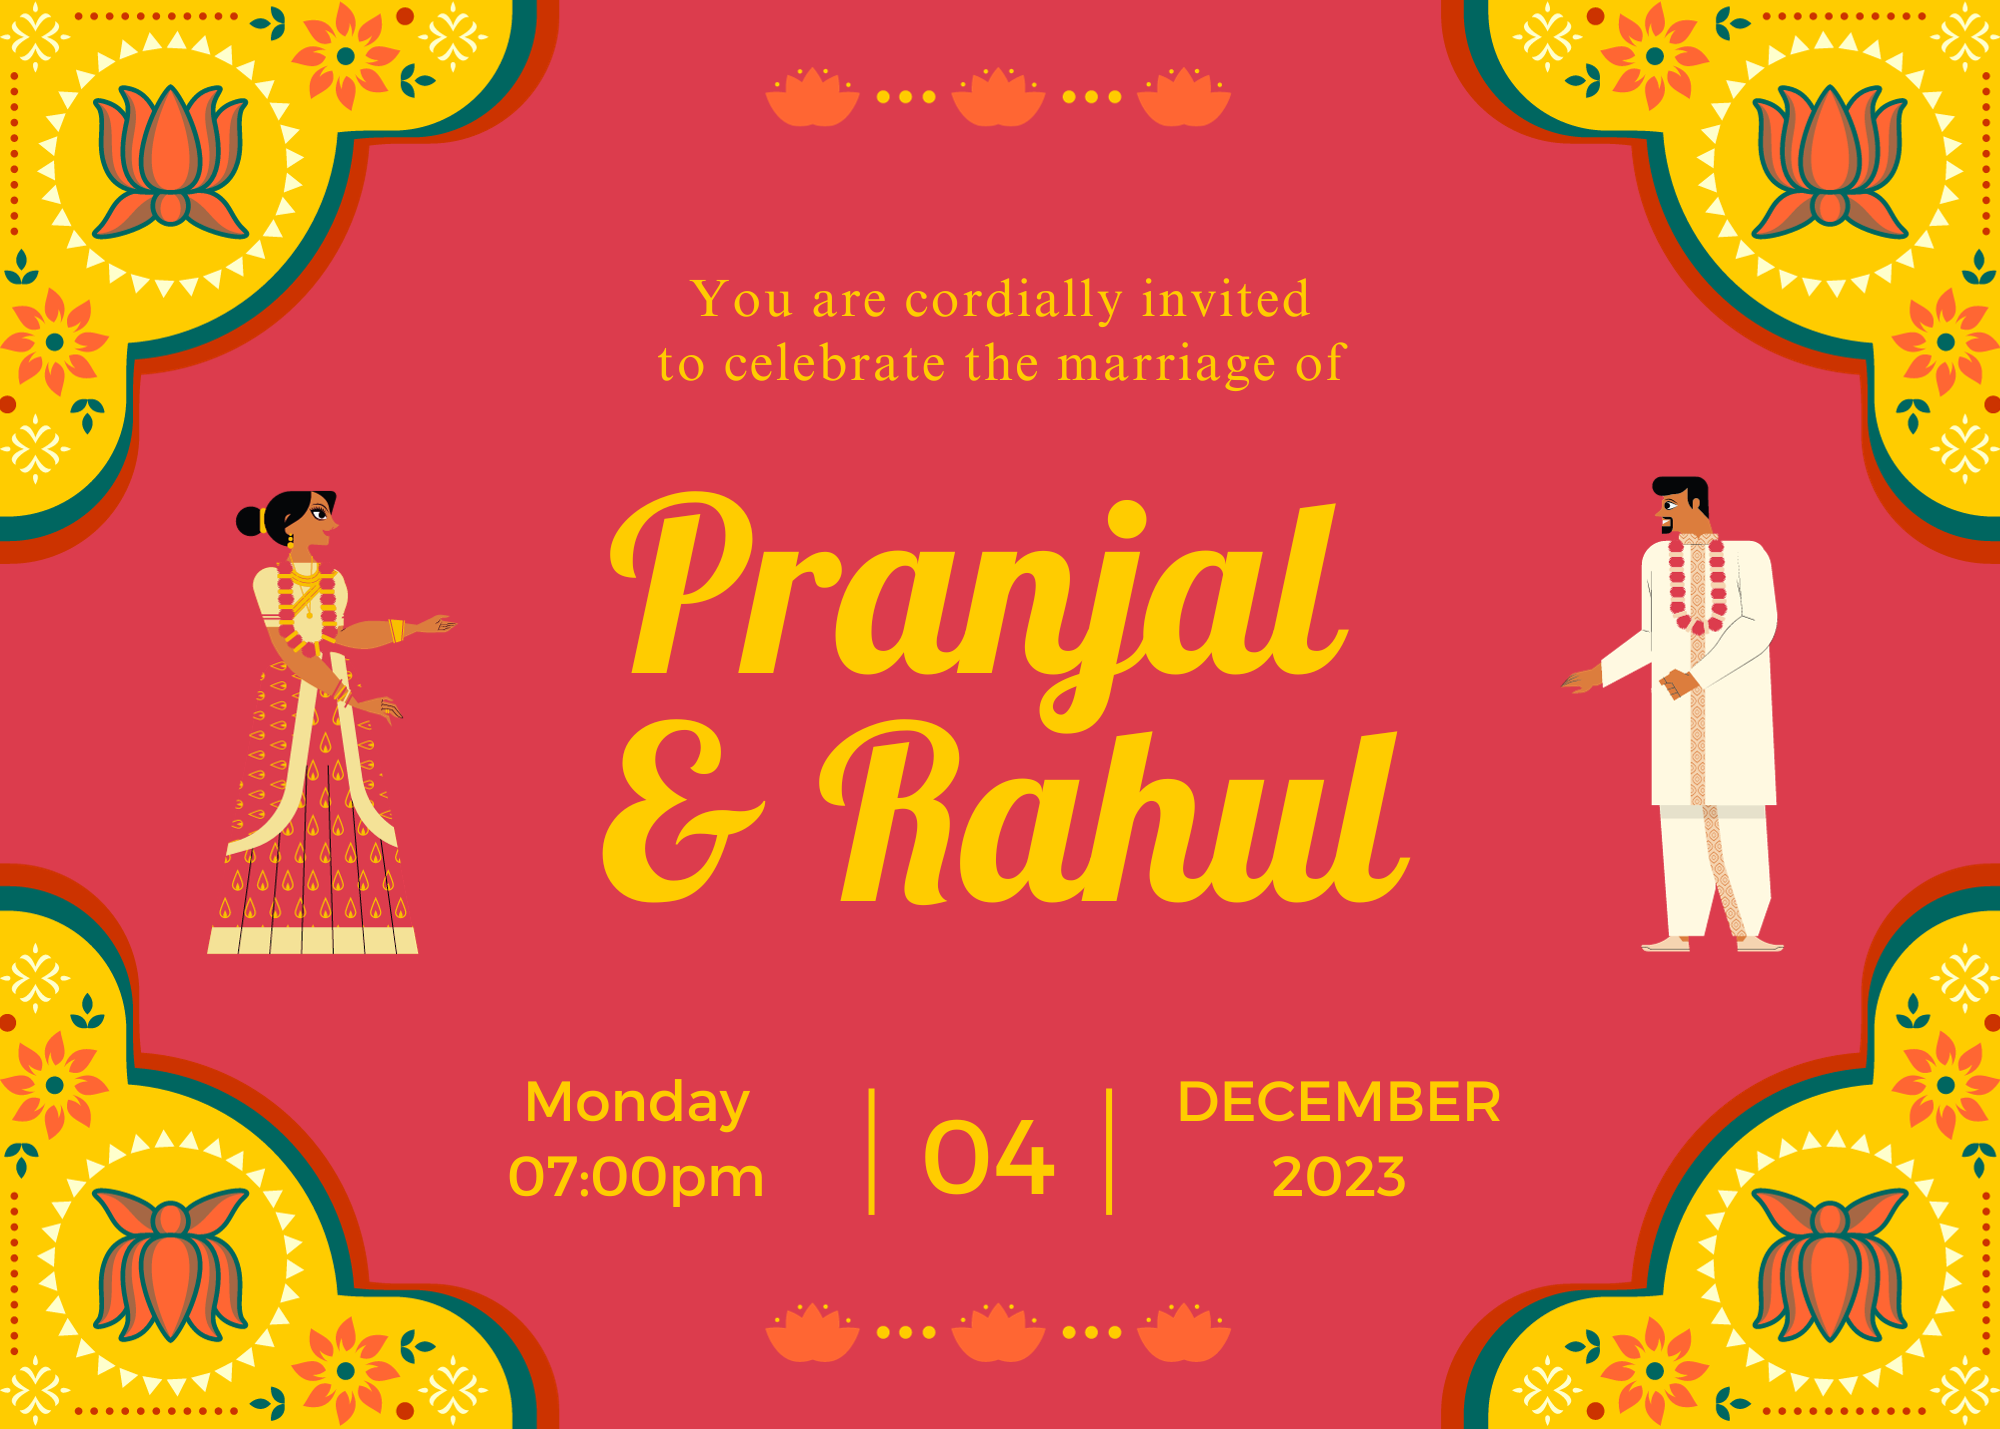 You are cordially invited
to celebrate the marriage of
Pranjal
& Rahul
Monday
07:00pm
04
DECEMBER
2023